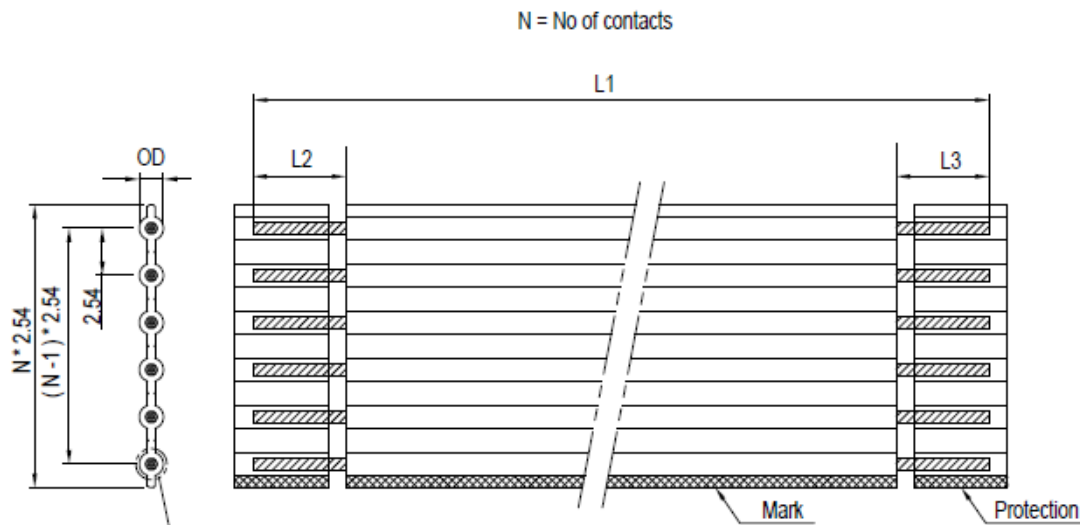 N = No of contacts
L1
OD
L2
L3
N * 2.54
( N -1 ) * 2.54
2.54
Mark
Protection